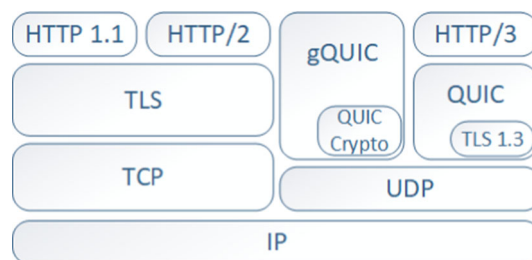 HTTP 1.1
HTTP/2
gQUIC
HTTP/3
TLS
QUIC
QUIC
Crypto
TLS 1.3
TCP
UDP
IP